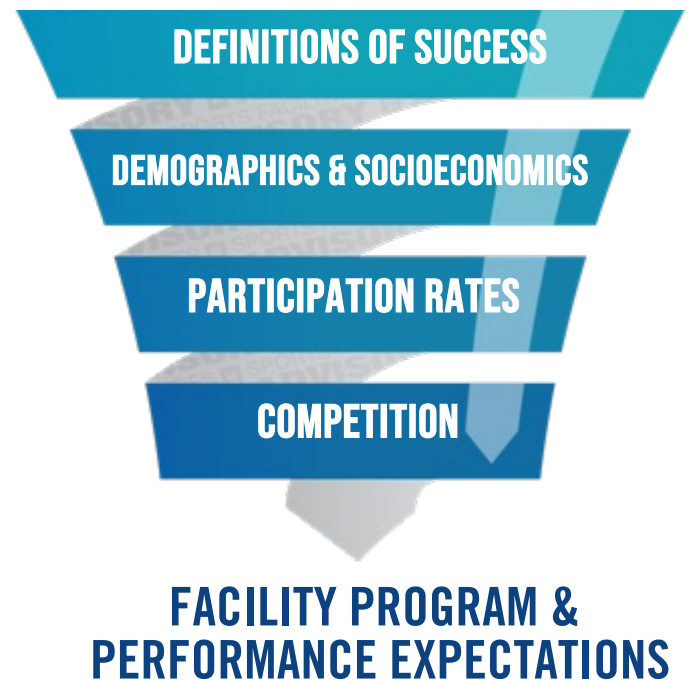 DEFINITIONS OF SUCCESS
DEMOGRAPHICS & SOCIOECONOMICS
PARTICIPATION RATES
COMPETITION
FACILITY PROGRAM &
PERFORMANCE EXPECTATIONS